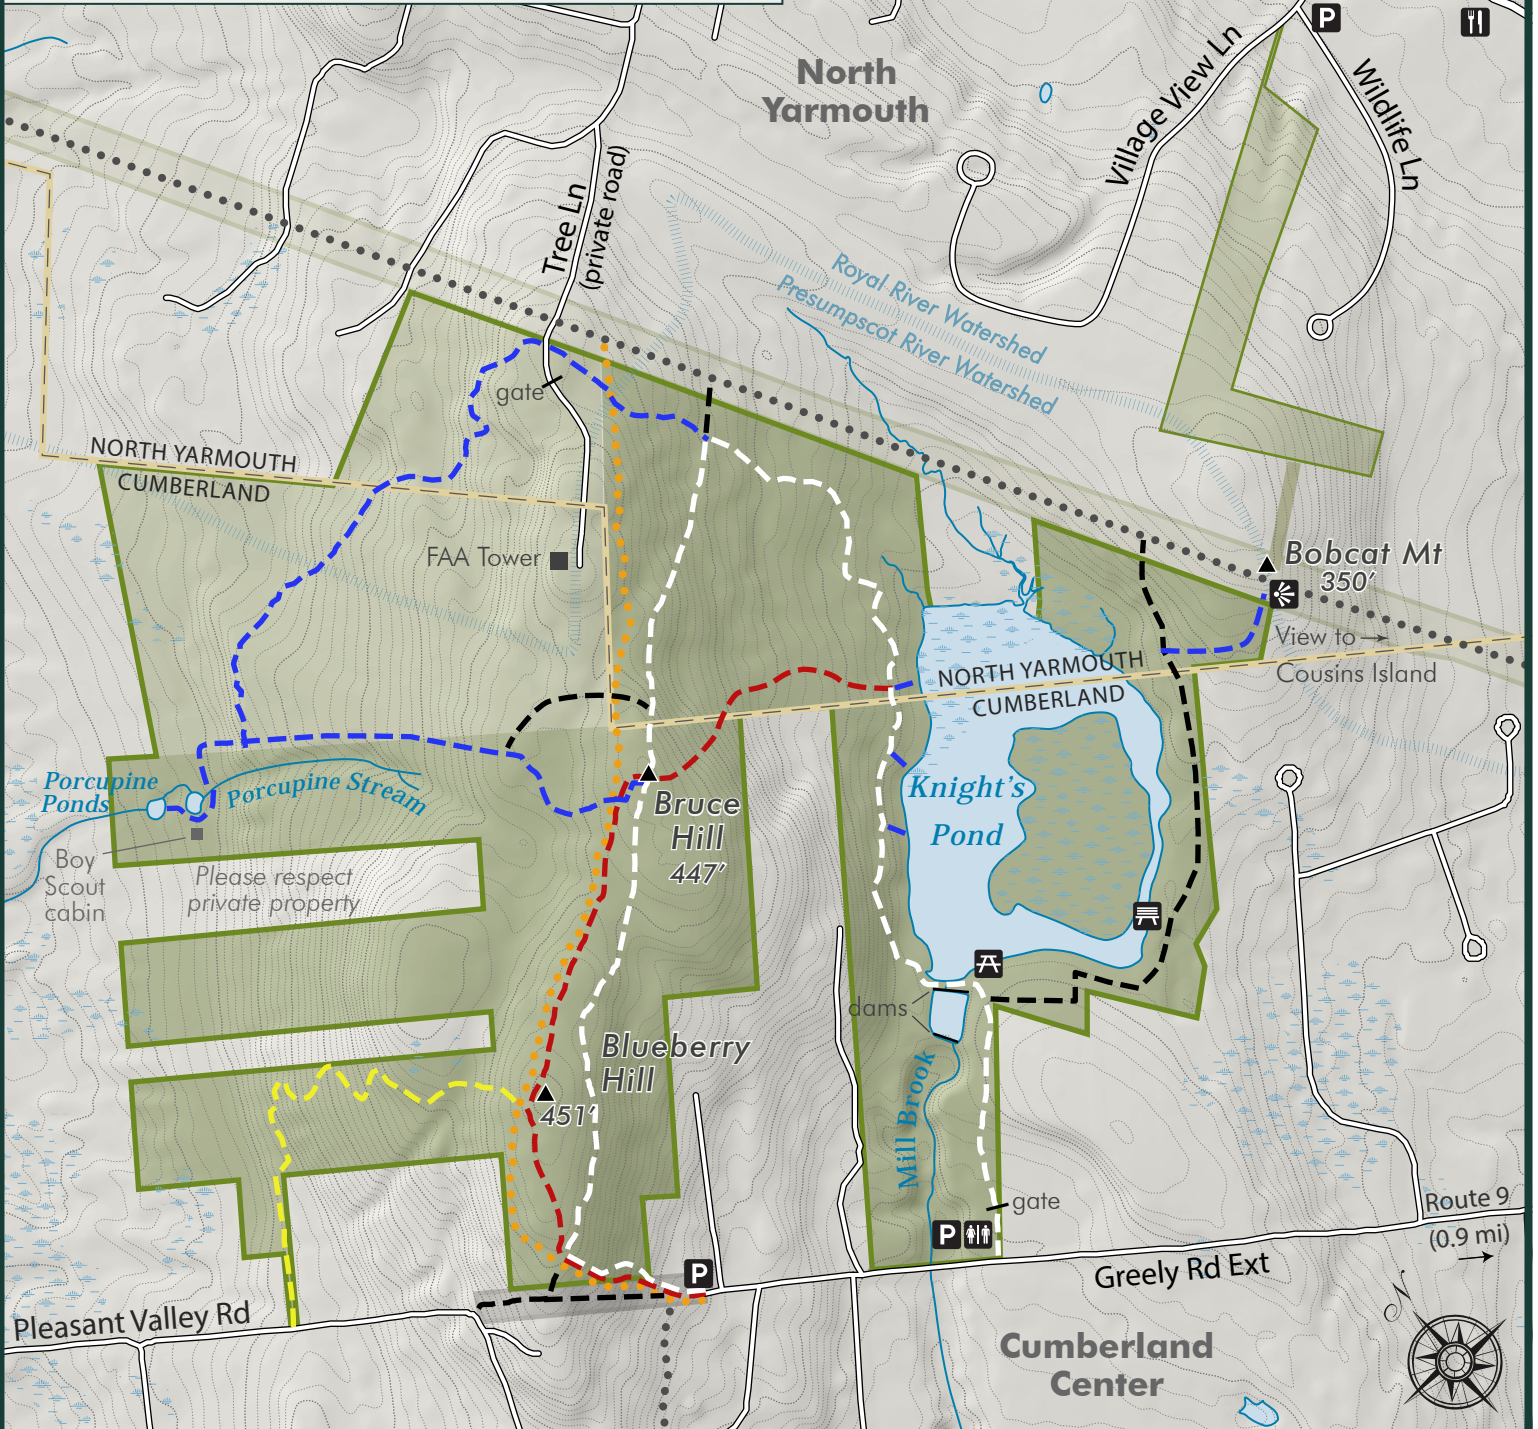 P
North
Yarmouth
Village View Ln
Wildlife Ln
Tree Ln
(private road)
Royal River Watershed
Presumpscot River Watershed
gate
NORTH YARMOUTH
CUMBERLAND
FAA Tower
Bobcat Mt
350'
View to
Cousins Island
NORTH YARMOUTH
CUMBERLAND
Porcupine
Ponds
Porcupine Stream
Knight's
Pond
Bruce
Hill
447'
Boy
Scout
cabin
Please respect
private property
dams
Blueberry
Hill
451'
Mill Brook
gate
P
P
Route 9
(0.9 mi)
Greely Rd Ext
Pleasant Valley Rd
Cumberland
Center
N